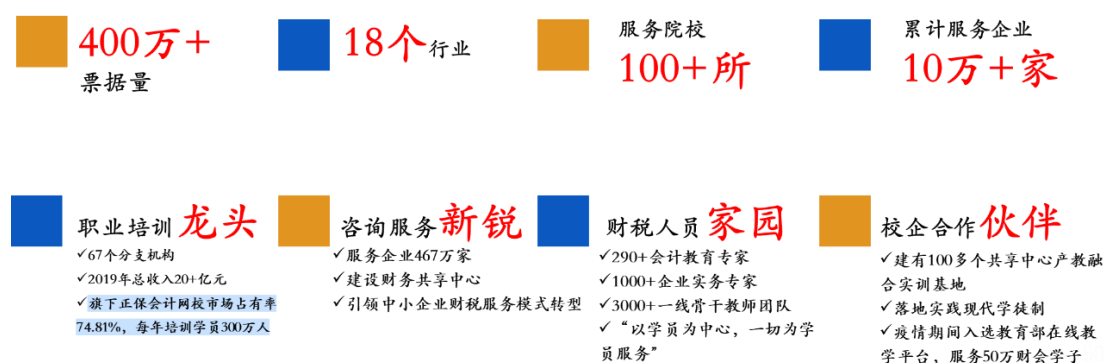 400万+
票据量
18个行业
服务院校
100+所
累计服务企业
10万+家
职业培训龙头
✓67个分支机构
✓2019年总收入20+亿元
✓旗下正保会计网校市场占有率
74.81%，每年培训学员300万人
咨询服务新锐
✓服务企业467万家
✓建设财务共享中心
✓引领中小企业财税服务模式转型
财税人员家园
✓290+会计教育专家
✓1000+企业实务专家
✓3000+一线骨干教师团队
✓“以学员为中心，一切为学
员服务”
校企合作伙伴
✓建有100多个共享中心产教融
合实训基地
✓落地实践现代学徒制
✓疫情期间入选教育部在线教
学平台，服务50万财会学子